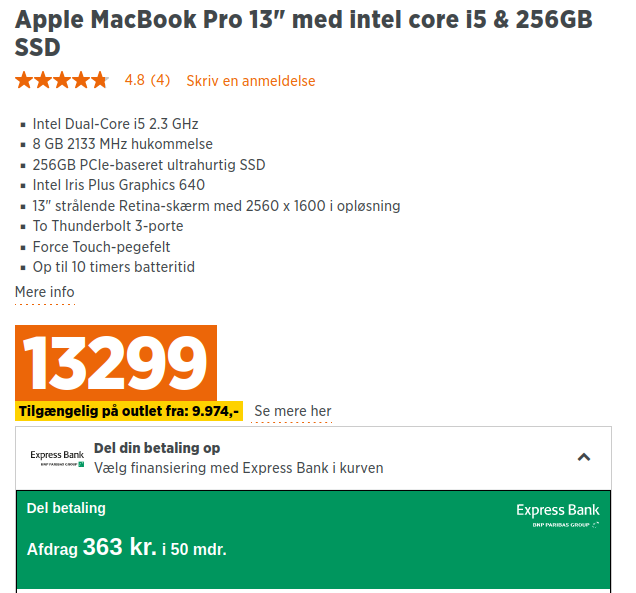 Apple MacBook Pro 13" med intel core i5 & 256GB
SSD
4.8 (4) Skriv en anmeldelse
Intel Dual-Core i5 2.3 GHz
8 GB 2133 MHz hukommelse
256GB PCIe-baseret ultrahurtig SSD
Intel Iris Plus Graphics 640
13" strålende Retina-skærm med 2560 x 1600 i opløsning
To Thunderbolt 3-porte
Force Touch-pegefelt
Op til 10 timers batteritid
Mere info
13299
Tilgængelig på outlet fra: 9.974,- Se mere her
Express Bank
BNP PARIBAS GROUP
Del din betaling op
Vælg finansiering med Express Bank i kurven
Del betaling
Express Bank
BNP PARIBAS GROUP
Afdrag 363 kr. i 50 mdr.